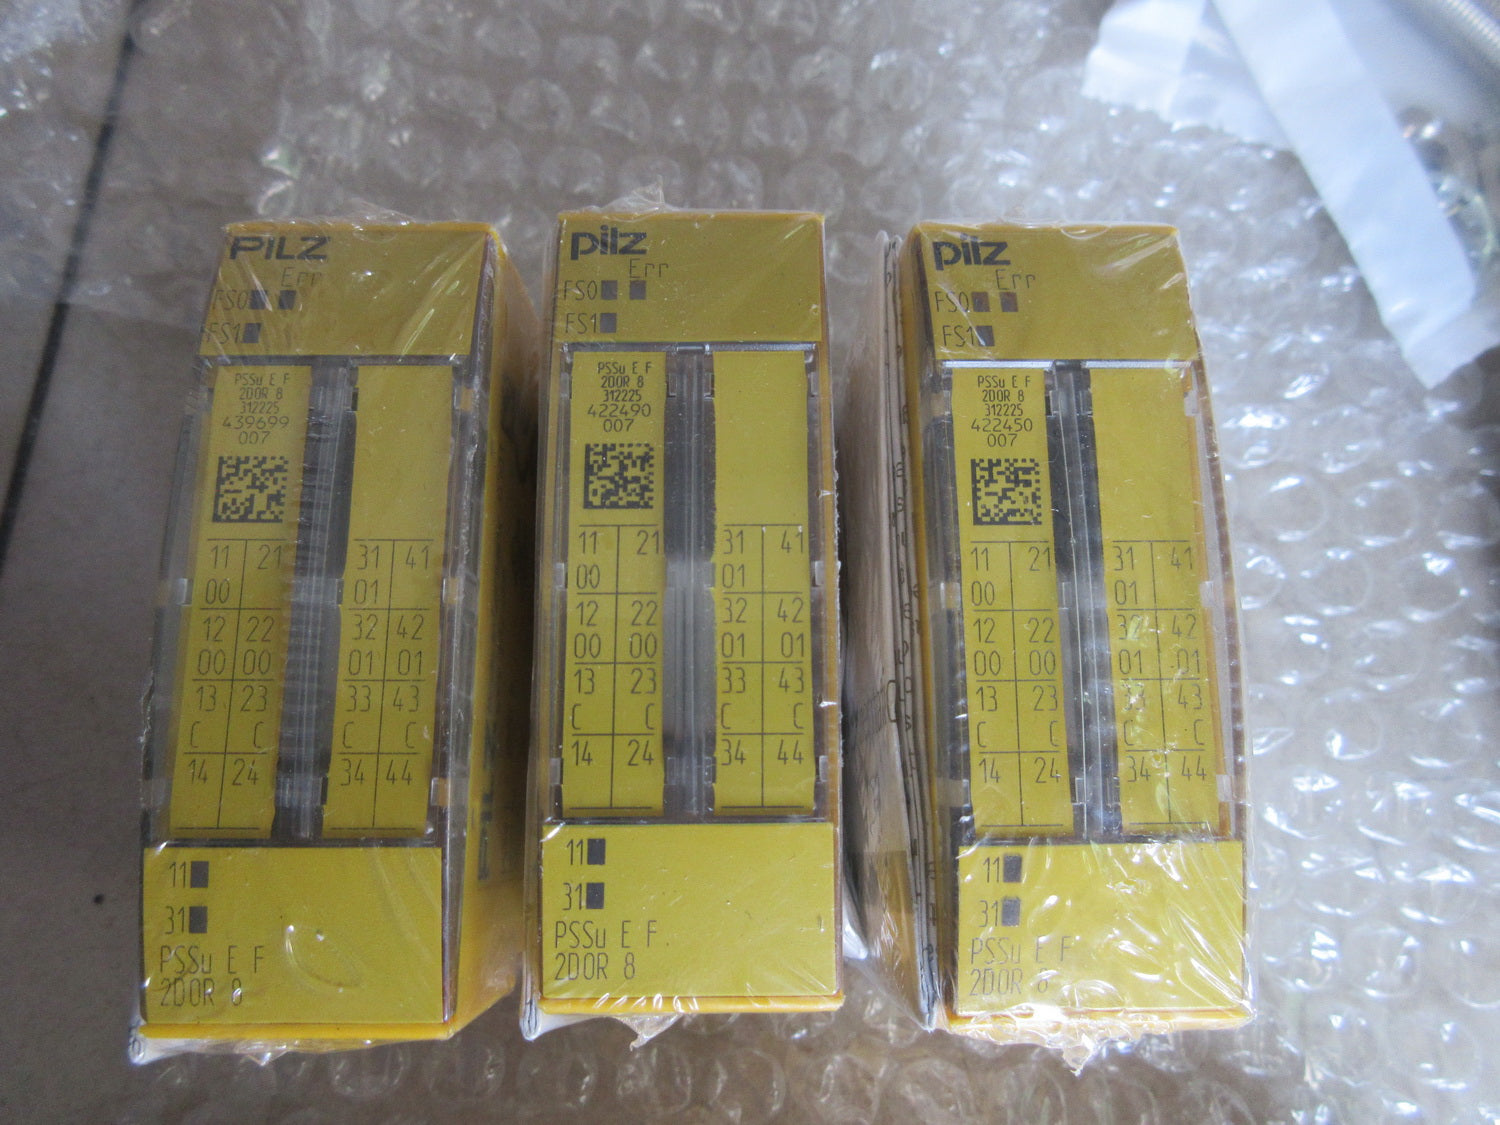 PILZ
Err
FS0
FS1
PSSu E F
2DOR 8
312225
439699
007
11 21 31 41
00 01
12 22 32 42
00 00 01 01
13 23 33 43
C C C C
14 24 34 44
11
31
PSSu E F
2DOR 8
pilz
Err
FS0
FS1
PSSu E F
2DOR 8
312225
422490
007
11 21 31 41
00 01
12 22 32 42
00 00 01 01
13 23 33 43
C C C C
14 24 34 44
11
31
PSSu E F
2DOR 8
pilz
Err
FS0
FS1
PSSu E F
2DOR 8
312225
422450
007
11 21 31 41
00 01
12 22 32 42
00 00 01 01
13 23 33 43
C C C C
14 24 34 44
11
31
PSSu E F
2DOR 8